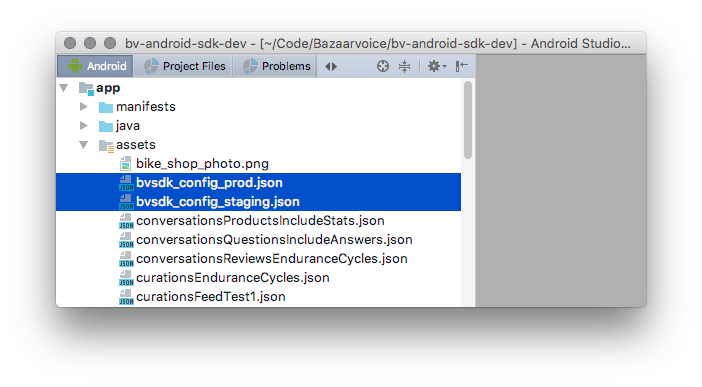 bv-android-sdk-dev - [~/Code/Bazaarvoice/bv-android-sdk-dev] - Android Studio...
Android Project Files Problems
app
manifests
java
assets
bike_shop_photo.png
bvsdk_config_prod.json
bvsdk_config_staging.json
conversationsProductsIncludeStats.json
conversationsQuestionsIncludeAnswers.json
conversationsReviewsEnduranceCycles.json
curationsEnduranceCycles.json
curationsFeedTest1.json